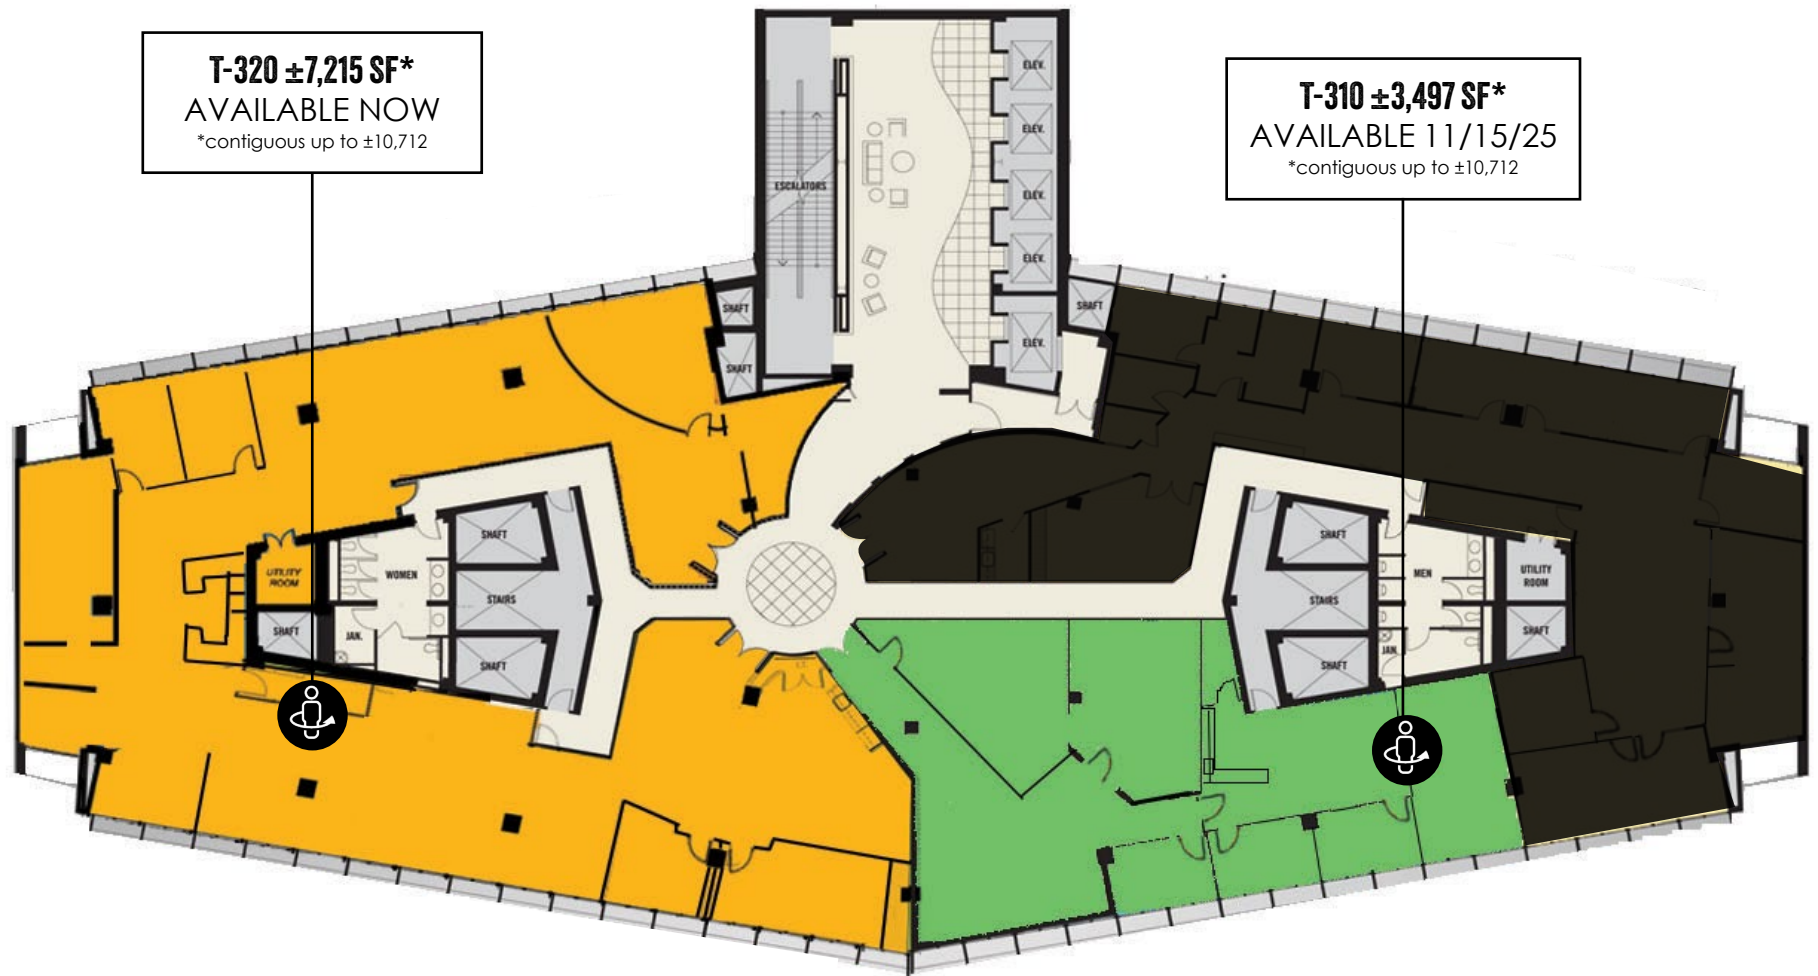 T-320 ±7,215 SF*
AVAILABLE NOW
*contiguous up to ±10,712
T-310 ±3,497 SF*
AVAILABLE 11/15/25
*contiguous up to ±10,712
ELEV.
ELEV.
ESCALATORS
ELEV.
ELEV.
SHAFT
SHAFT
ELEV.
SHAFT
SHAFT
WOMEN
UTILITY
ROOM
STAIRS
SHAFT
JAN.
SHAFT
SHAFT
MEN
UTILITY
ROOM
STAIRS
SHAFT
JAN.
SHAFT